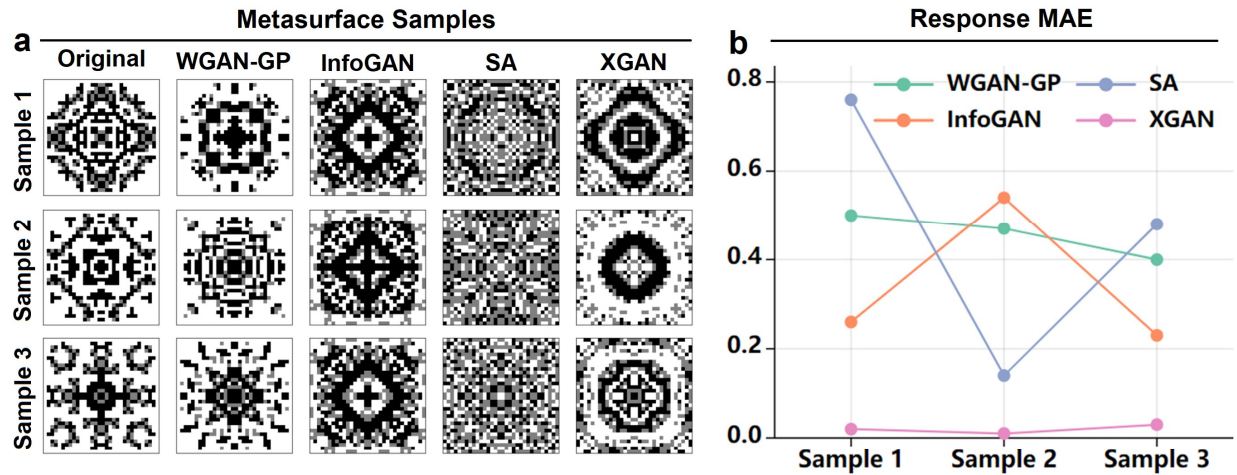 Metasurface Samples
a
Original WGAN-GP InfoGAN SA XGAN
Sample 1
Sample 2
Sample 3
Response MAE
b
WGAN-GP SA
InfoGAN XGAN
0.8
0.6
0.4
0.2
0.0
Sample 1 Sample 2 Sample 3